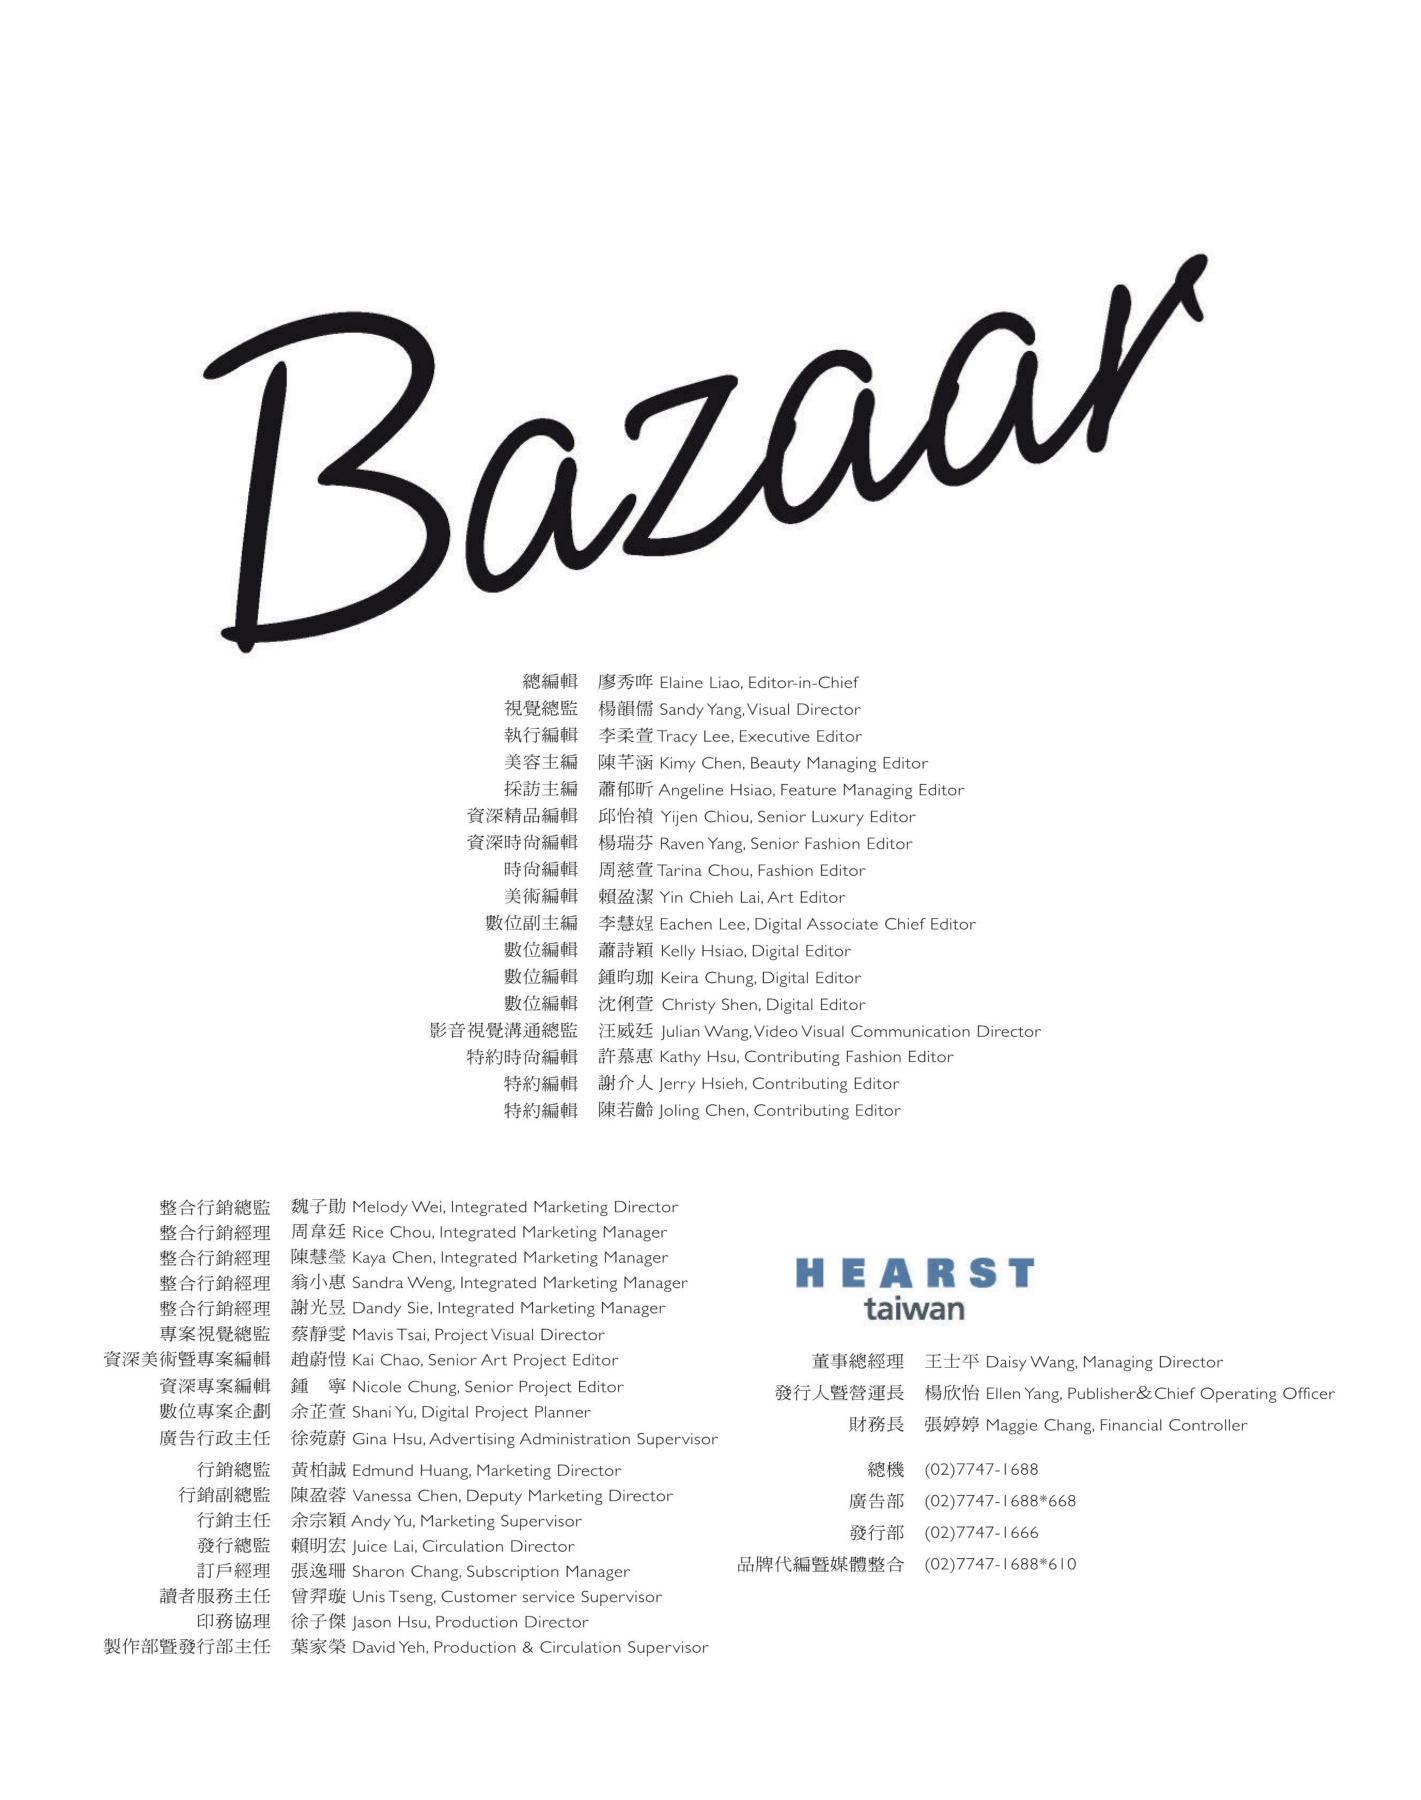 Bazaar
總編輯 廖秀哖 Elaine Liao, Editor-in-Chief
視覺總監 楊韻儒 Sandy Yang, Visual Director
執行編輯 李柔萱 Tracy Lee, Executive Editor
美容主編 陳芊涵 Kimy Chen, Beauty Managing Editor
採訪主編 蕭郁昕 Angeline Hsiao, Feature Managing Editor
資深精品編輯 邱怡禎 Yijen Chiou, Senior Luxury Editor
資深時尚編輯 楊瑞芬 Raven Yang, Senior Fashion Editor
時尚編輯 周慈萱 Tarina Chou, Fashion Editor
美術編輯 賴盈潔 Yin Chieh Lai, Art Editor
數位副主編 李慧娌 Eachen Lee, Digital Associate Chief Editor
數位編輯 蕭詩穎 Kelly Hsiao, Digital Editor
數位編輯 鍾昀珈 Keira Chung, Digital Editor
數位編輯 沈俐萱 Christy Shen, Digital Editor
影音視覺溝通總監 汪威廷 Julian Wang, Video Visual Communication Director
特約時尚編輯 許慕惠 Kathy Hsu, Contributing Fashion Editor
特約編輯 謝介人 Jerry Hsieh, Contributing Editor
特約編輯 陳若齡 Joling Chen, Contributing Editor
整合行銷總監 魏子勛 Melody Wei, Integrated Marketing Director
整合行銷經理 周韋廷 Rice Chou, Integrated Marketing Manager
整合行銷經理 陳慧瑩 Kaya Chen, Integrated Marketing Manager
整合行銷經理 翁小惠 Sandra Weng, Integrated Marketing Manager
整合行銷經理 謝光昱 Dandy Sie, Integrated Marketing Manager
專案視覺總監 蔡靜雯 Mavis Tsai, Project Visual Director
資深美術暨專案編輯 趙蔚愷 Kai Chao, Senior Art Project Editor
資深專案編輯 鍾 寧 Nicole Chung, Senior Project Editor
數位專案企劃 余芷萱 Shani Yu, Digital Project Planner
廣告行政主任 徐菀蔚 Gina Hsu, Advertising Administration Supervisor
行銷總監 黃柏誠 Edmund Huang, Marketing Director
行銷副總監 陳盈蓉 Vanessa Chen, Deputy Marketing Director
行銷主任 余宗穎 Andy Yu, Marketing Supervisor
發行總監 賴明宏 Juice Lai, Circulation Director
訂戶經理 張逸珊 Sharon Chang, Subscription Manager
讀者服務主任 曾羿璇 Unis Tseng, Customer service Supervisor
印務協理 徐子傑 Jason Hsu, Production Director
製作部暨發行部主任 葉家榮 David Yeh, Production & Circulation Supervisor
HEARST
taiwan
董事總經理 王士平 Daisy Wang, Managing Director
發行人暨營運長 楊欣怡 Ellen Yang, Publisher&Chief Operating Officer
財務長 張婷婷 Maggie Chang, Financial Controller
總機 (02)7747-1688
廣告部 (02)7747-1688*668
發行部 (02)7747-1666
品牌代編暨媒體整合 (02)7747-1688*610